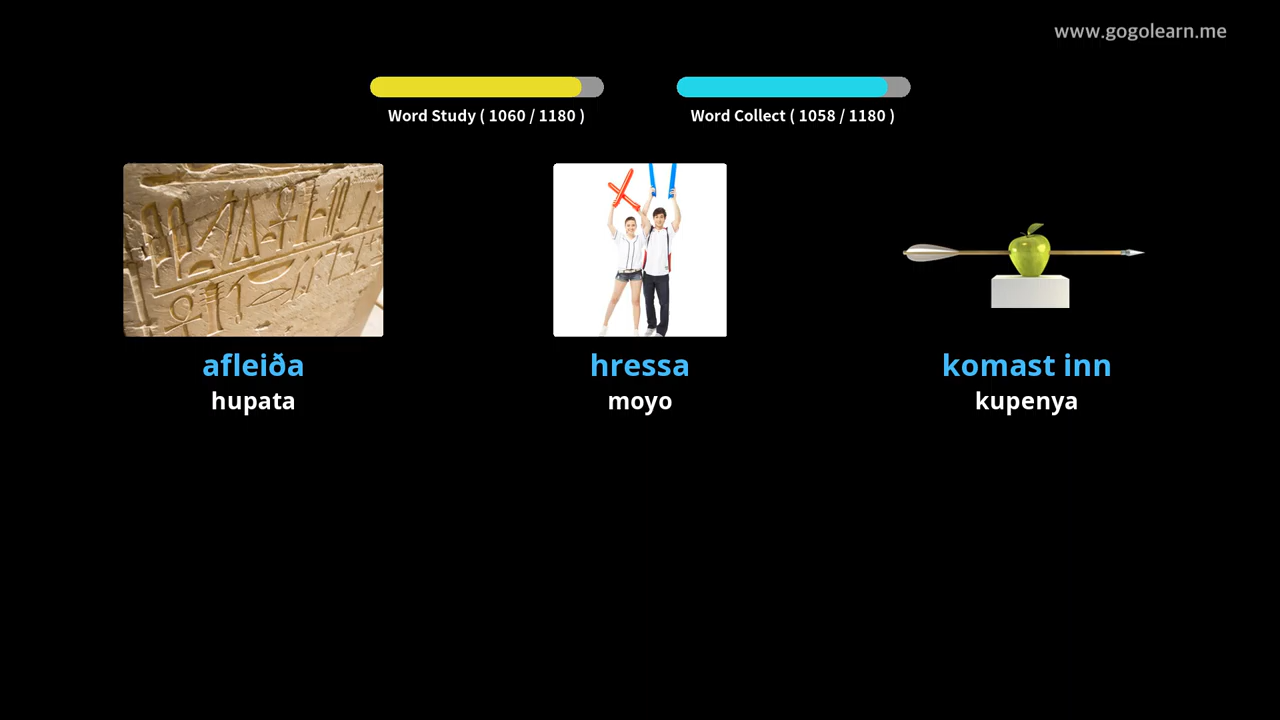 www.gogolearn.me
Word Study ( 1060 / 1180 )
Word Collect ( 1058 / 1180 )
afleiða
hupata
hressa
moyo
komast inn
kupenya